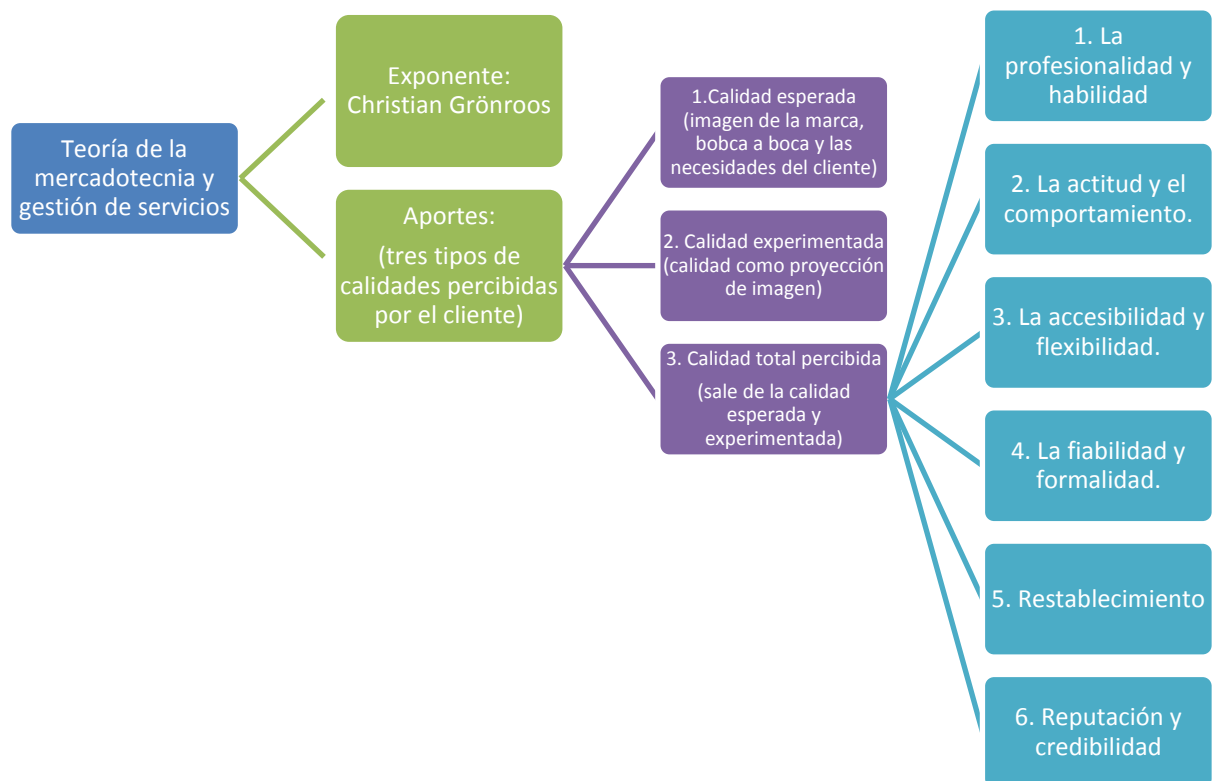 Teoría de la
mercadotecnia y
gestión de servicios
Exponente:
Christian Grönroos
Aportes:
(tres tipos de
calidades percibidas
por el cliente)
1.Calidad esperada
(imagen de la marca,
bobca a boca y las
necesidades del cliente)
2. Calidad experimentada
(calidad como proyección
de imagen)
3. Calidad total percibida
(sale de la calidad
esperada y
experimentada)
1. La
profesionalidad y
habilidad
2. La actitud y el
comportamiento.
3. La accesibilidad y
flexibilidad.
4. La fiabilidad y
formalidad.
5. Restablecimiento
6. Reputación y
credibilidad